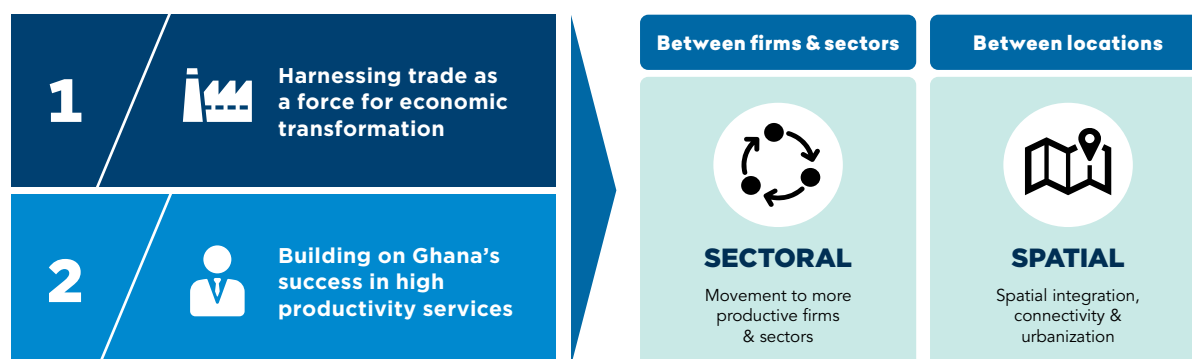 1
Harnessing trade as
a force for economic
transformation
2
Building on Ghana's
success in high
productivity services
Between firms & sectors
SECTORAL
Movement to more
productive firms
& sectors
Between locations
SPATIAL
Spatial integration,
connectivity &
urbanization